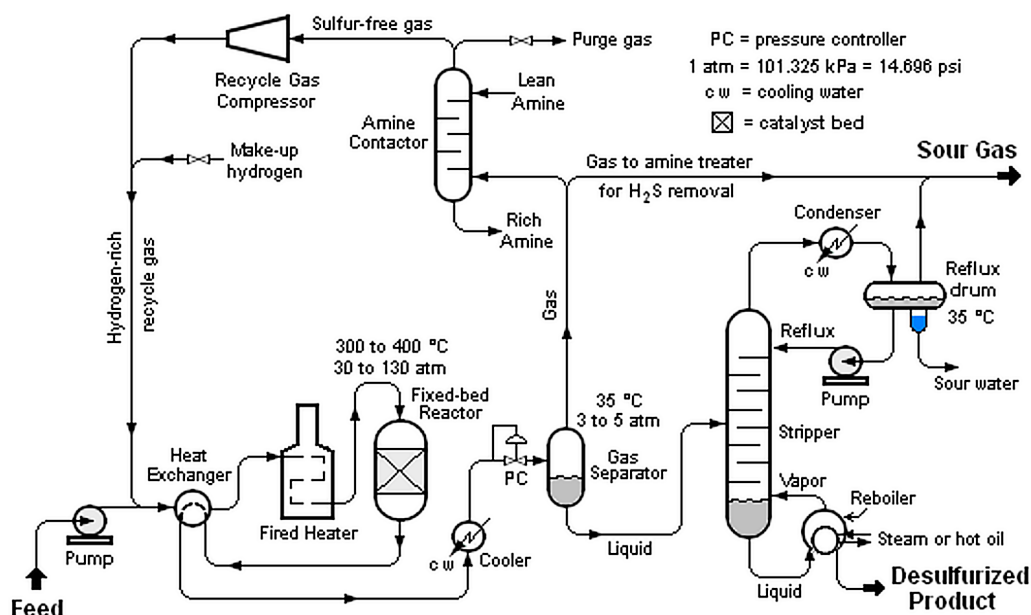 Sulfur-free gas
Purge gas
PC = pressure controller
1 atm = 101.325 kPa = 14.696 psi
c w = cooling water
= catalyst bed
Recycle Gas
Compressor
Lean
Amine
Amine
Contactor
Make-up
hydrogen
Gas to amine treater
for H₂S removal
Sour Gas
Rich
Amine
Condenser
c w
Reflux
drum
35 ºC
Hydrogen-rich
recycle gas
Gas
Reflux
Pump
Sour water
300 to 400 ºC
30 to 130 atm
Fixed-bed
Reactor
35 ºC
3 to 5 atm
Gas
Separator
Stripper
Heat
Exchanger
PC
Vapor
Reboiler
Fired Heater
Pump
c w
Cooler
Liquid
Steam or hot oil
Liquid
Desulfurized
Product
Feed